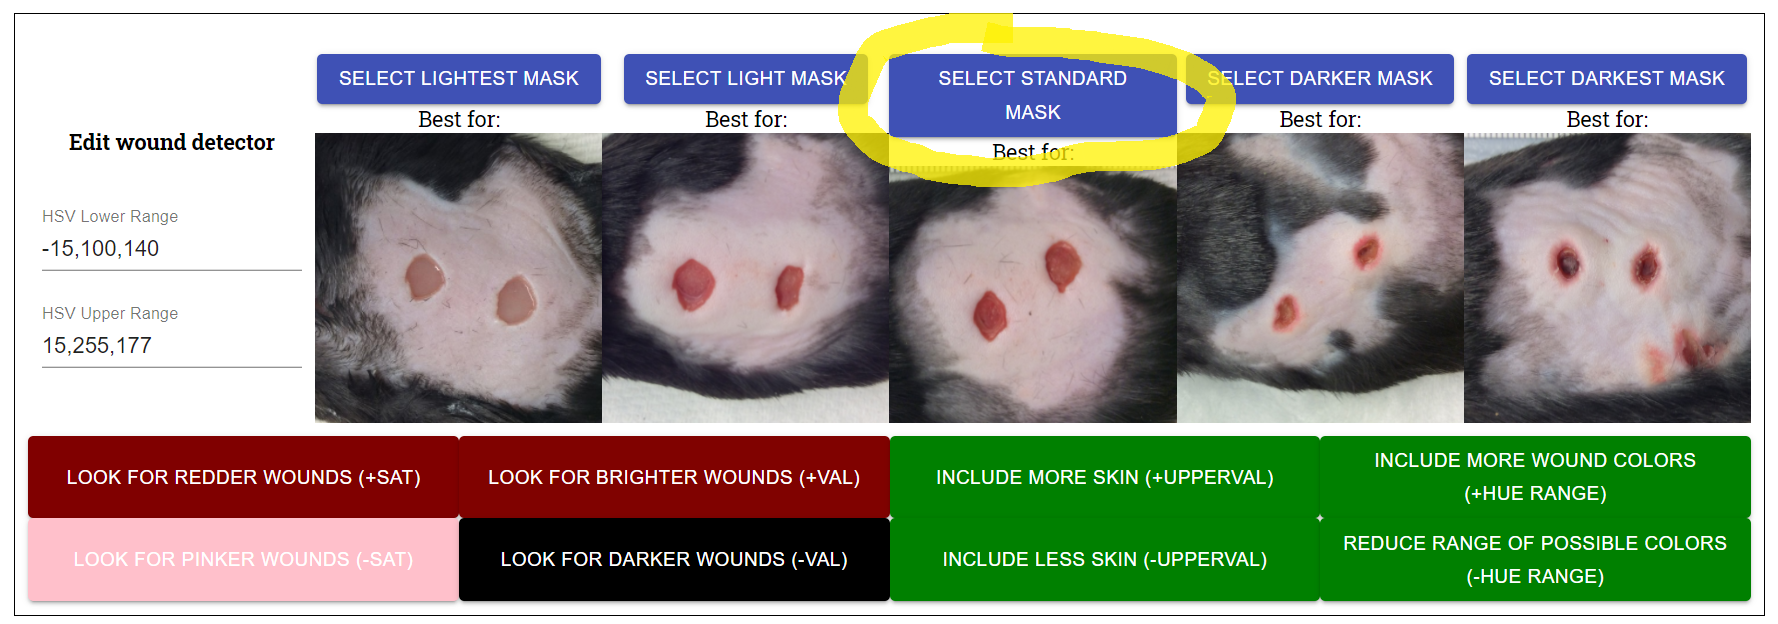 SELECT LIGHTEST MASK
SELECT LIGHT MASK
SELECT STANDARD
MASK
SELECT DARKER MASK
SELECT DARKEST MASK
Best for:
Best for:
Best for:
Best for:
Best for:
Edit wound detector
HSV Lower Range
-15,100,140
HSV Upper Range
15,255,177
LOOK FOR REDDER WOUNDS (+SAT)
LOOK FOR BRIGHTER WOUNDS (+VAL)
INCLUDE MORE SKIN (+UPPERVAL)
INCLUDE MORE WOUND COLORS
(+HUE RANGE)
LOOK FOR PINKER WOUNDS (-SAT)
LOOK FOR DARKER WOUNDS (-VAL)
INCLUDE LESS SKIN (-UPPERVAL)
REDUCE RANGE OF POSSIBLE COLORS
(-HUE RANGE)